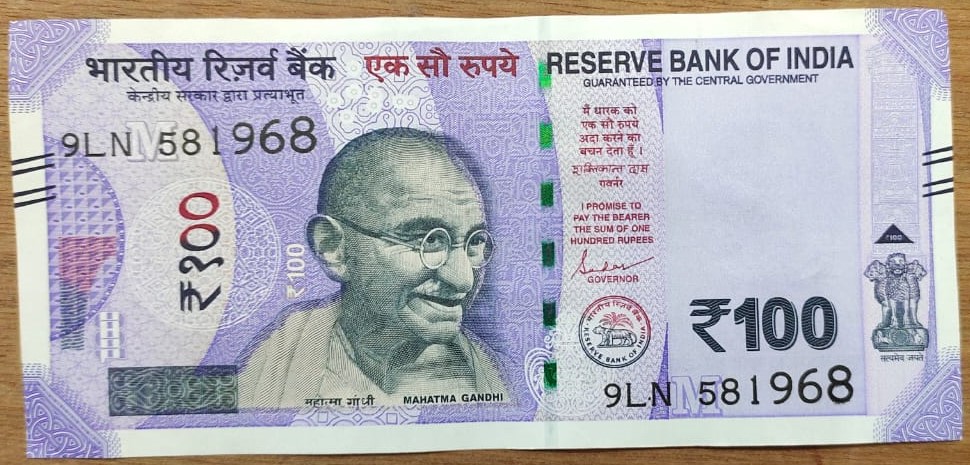 भारतीय रिज़र्व बैंक
केन्द्रीय सरकार द्वारा प्रत्याभूत
एक सौ रुपये
RESERVE BANK OF INDIA
GUARANTEED BY THE CENTRAL GOVERNMENT
9LN 581968
M
₹१००
₹100
महात्मा गांधी
MAHATMA GANDHI
मैं धारक को
एक सौ रुपये
अदा करने का
वचन देता हूँ ।
शक्तिकान्त दास
गवर्नर
I PROMISE TO
PAY THE BEARER
THE SUM OF ONE
HUNDRED RUPEES
GOVERNOR
भारतीय रिज़र्व बैंक
RESERVE BANK OF INDIA
₹100
₹100
सत्यमेव जयते
9LN 581968
M